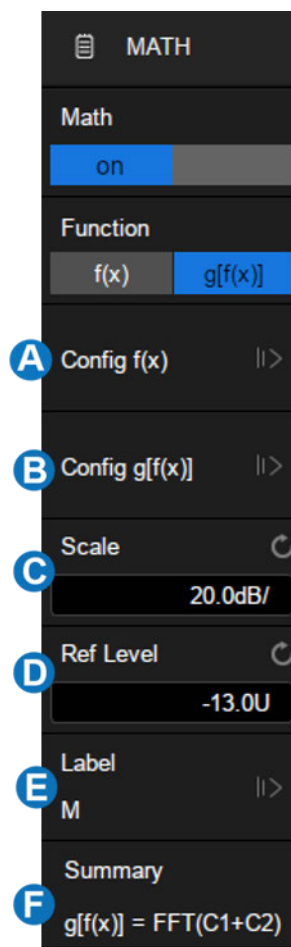 MATH
Math
on
Function
f(x) g[f(x)]
A Config f(x)
B Config g[f(x)]
Scale
C
20.0dB/
Ref Level
D
-13.0U
Label
E
M
Summary
F
g[f(x)] = FFT(C1+C2)